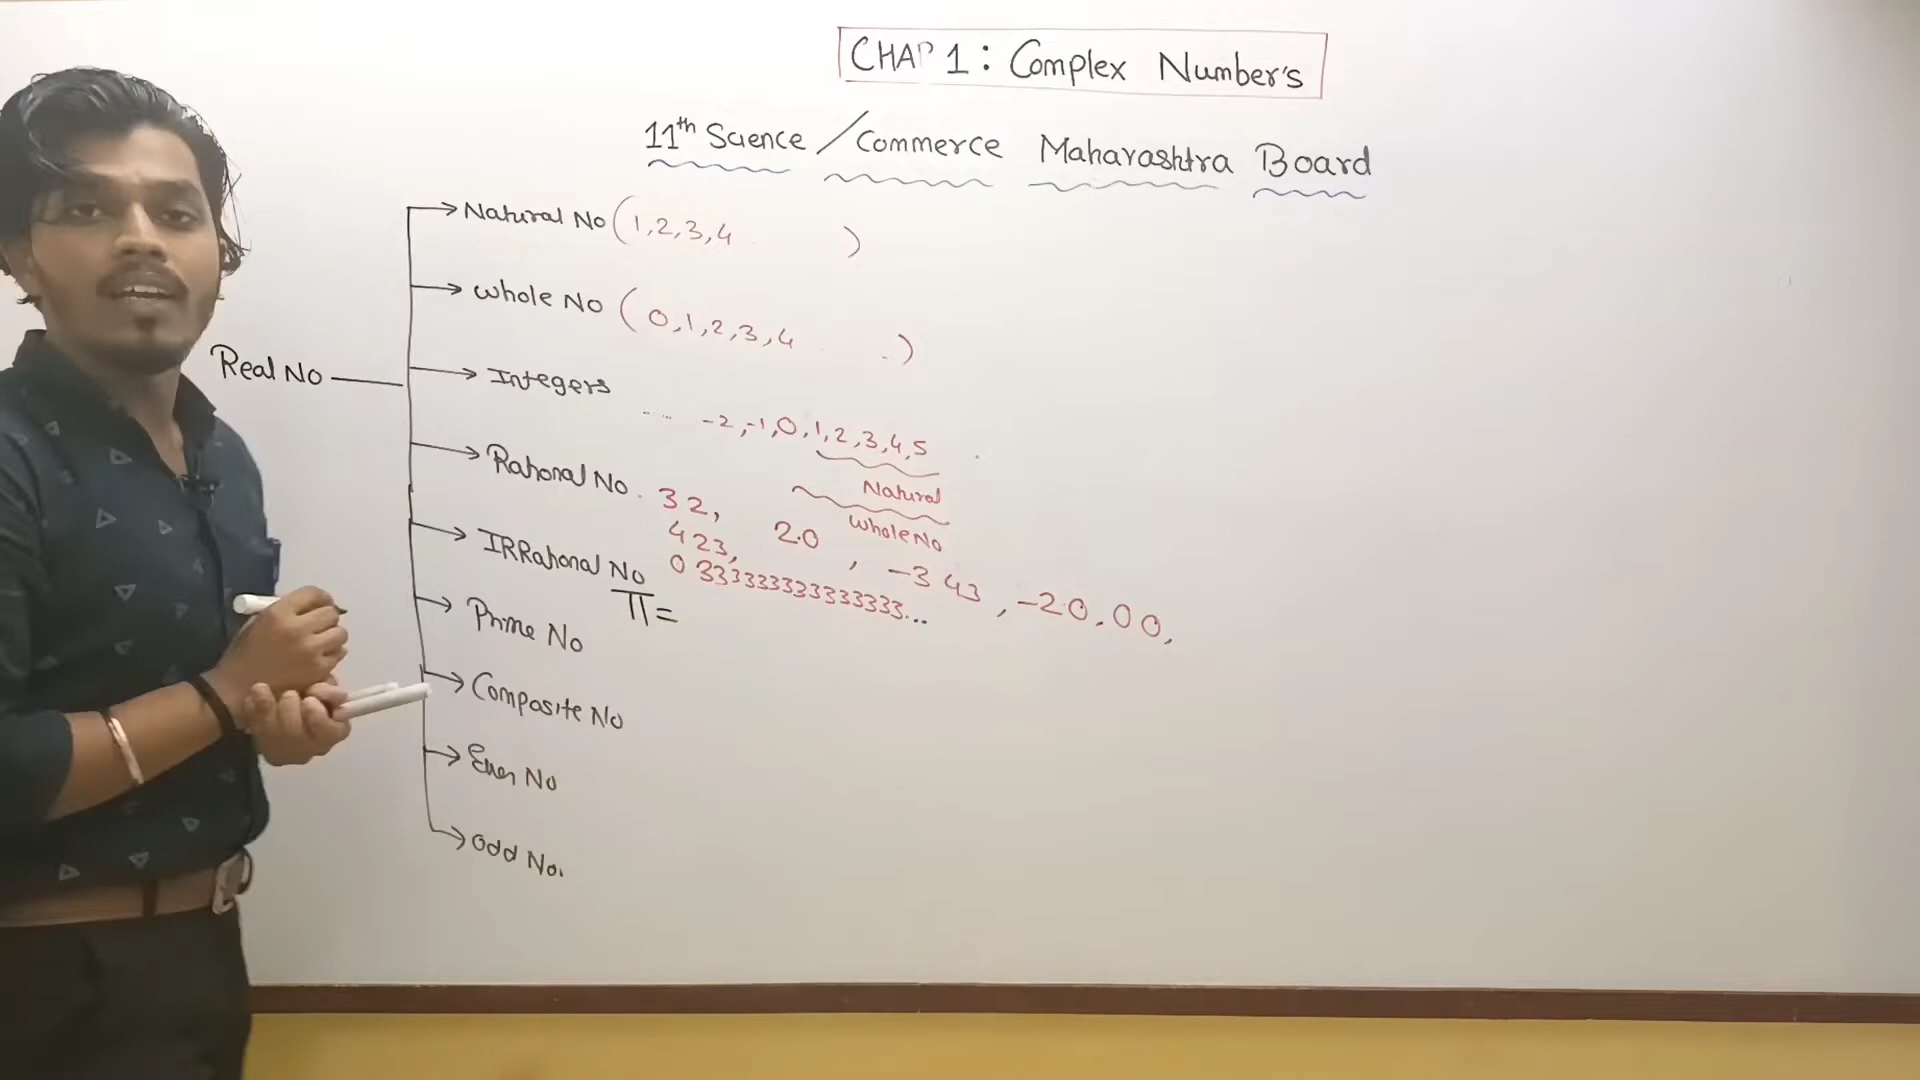 CHAP 1 : Complex Number's
11th Science / Commerce Maharashtra Board
Natural No (1,2,3,4 )
Whole No ( 0,1,2,3,4 . . )
Real No
Integers
.. ... -2,-1,0,1,2,3,4,5 .
Natural
Whole No
Rational No. 32, 2.0 , -3 43 , -20, 00,
423,
0 333333333333333...
IRRational No
π =
Prime No
Composite No
Even No
Odd No.